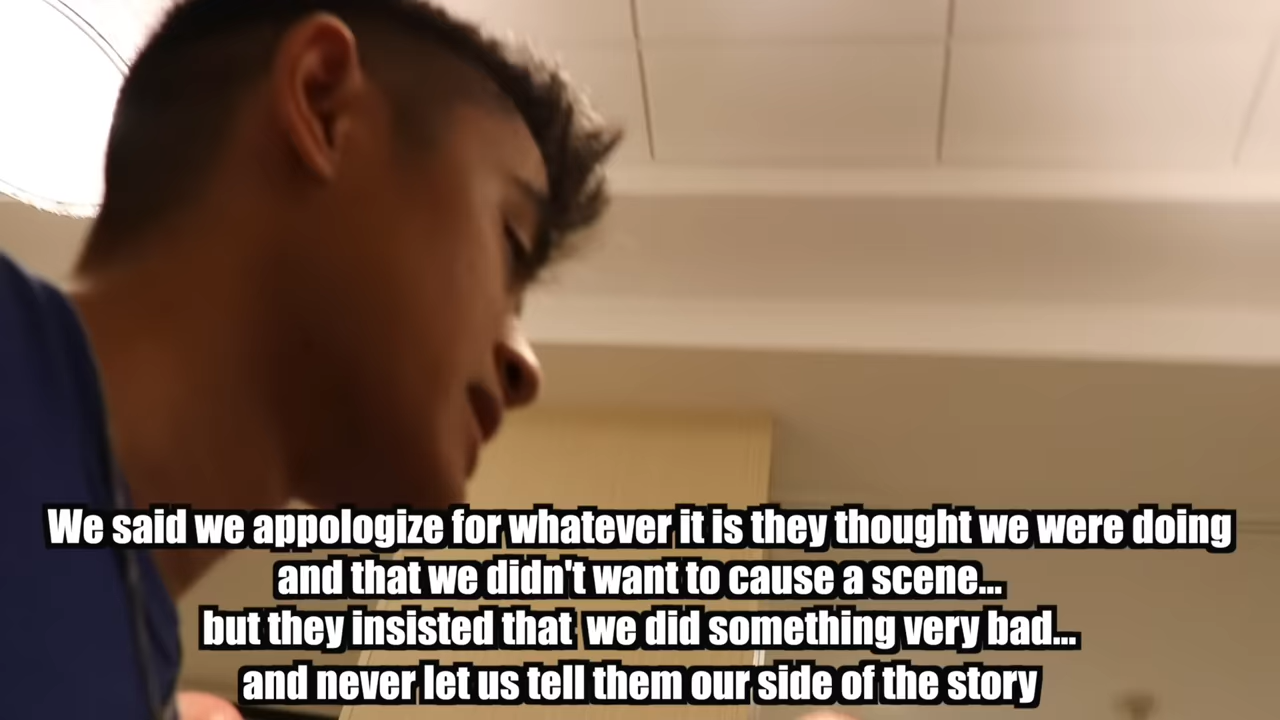 We said we appologize for whatever it is they thought we were doing
and that we didn't want to cause a scene...
but they insisted that we did something very bad...
and never let us tell them our side of the story